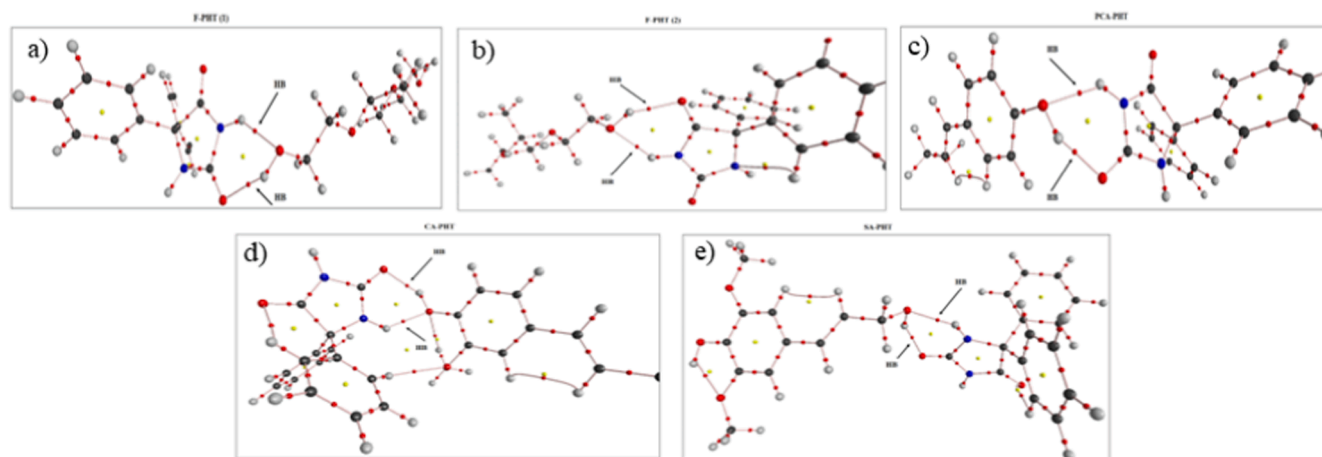 F-PHT (1)
a)
HB
HB
F-PHT (2)
b)
HB
HB
PCA-PHT
c)
HB
HB
CA-PHT
d)
HB
HB
SA-PHT
e)
HB
HB